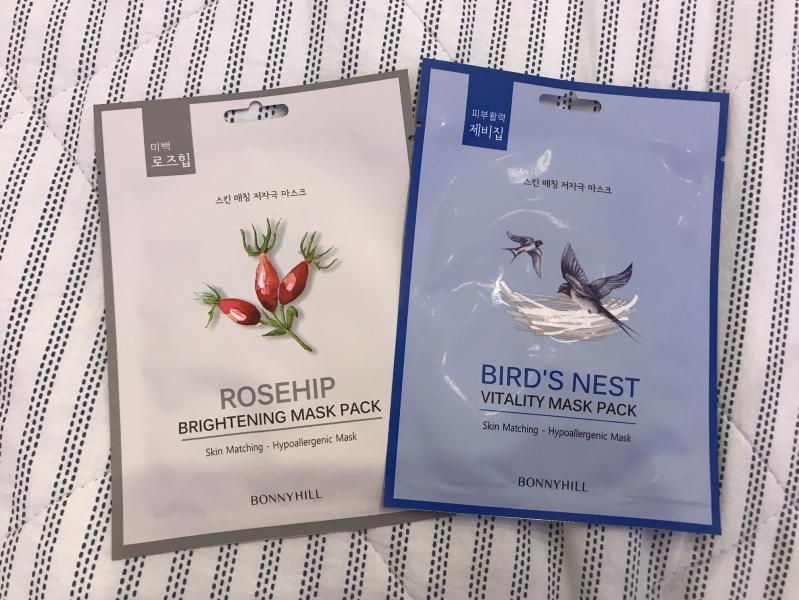 미백
로즈힙
스킨 매칭 저자극 마스크
ROSEHIP
BRIGHTENING MASK PACK
Skin Matching - Hypoallergenic Mask
BONNYHILL
피부활력
제비집
스킨 매칭 저자극 마스크
BIRD'S NEST
VITALITY MASK PACK
Skin Matching - Hypoallergenic Mask
BONNYHILL